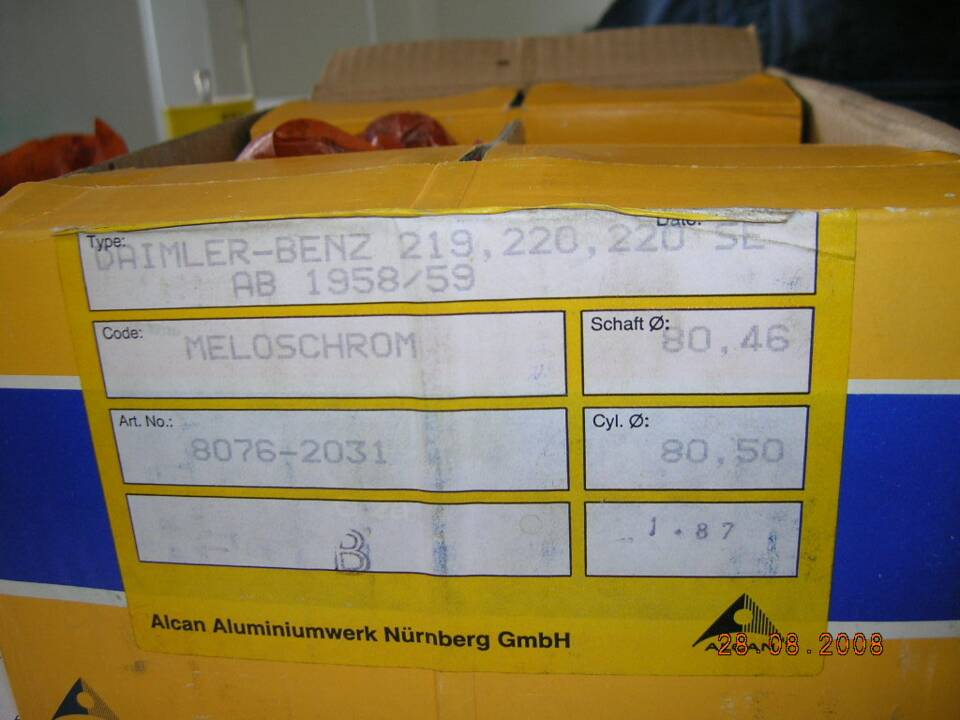 Type: Date:
DAIMLER-BENZ 219,220,220 SE
AB 1958/59
Code: MELOSCHROM
Schaft Ø: 80,46
Art. No.: 8076-2031
Cyl. Ø: 80,50
B
1.87
Alcan Aluminiumwerk Nürnberg GmbH
ALCAN
28.08.2008